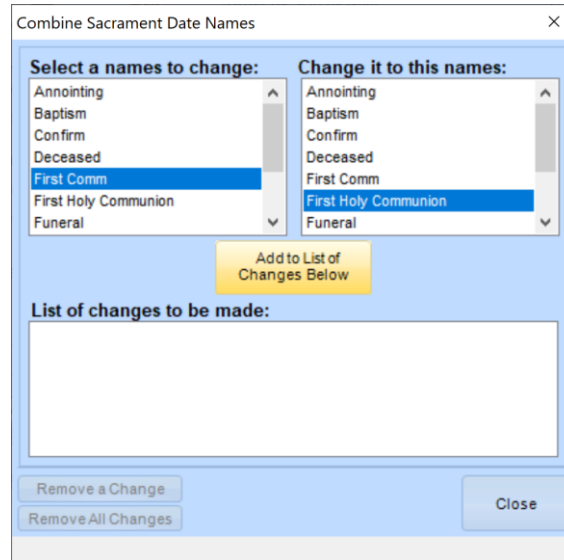 Combine Sacrament Date Names
Select a names to change:
Annointing
Baptism
Confirm
Deceased
First Comm
First Holy Communion
Funeral
Change it to this names:
Annointing
Baptism
Confirm
Deceased
First Comm
First Holy Communion
Funeral
Add to List of
Changes Below
List of changes to be made:
Remove a Change
Remove All Changes
Close